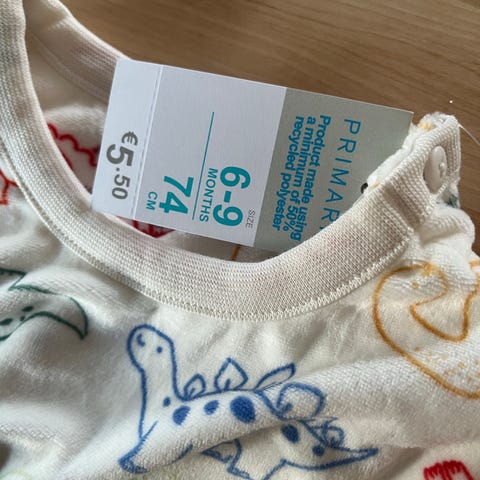 PRIMAR
Product made using
a minimum of 50%
recycled polyester
SIZE
6-9
MONTHS
74
CM
€5.50